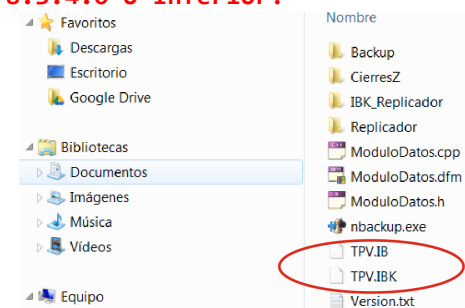 8.3.4.6 o inferior:
Favoritos
Descargas
Escritorio
Google Drive
Bibliotecas
Documentos
Imágenes
Música
Vídeos
Equipo
Nombre
Backup
CierresZ
IBK_Replicador
Replicador
ModuloDatos.cpp
ModuloDatos.dfm
ModuloDatos.h
nbackup.exe
TPV.IB
TPV.IBK
Version.txt